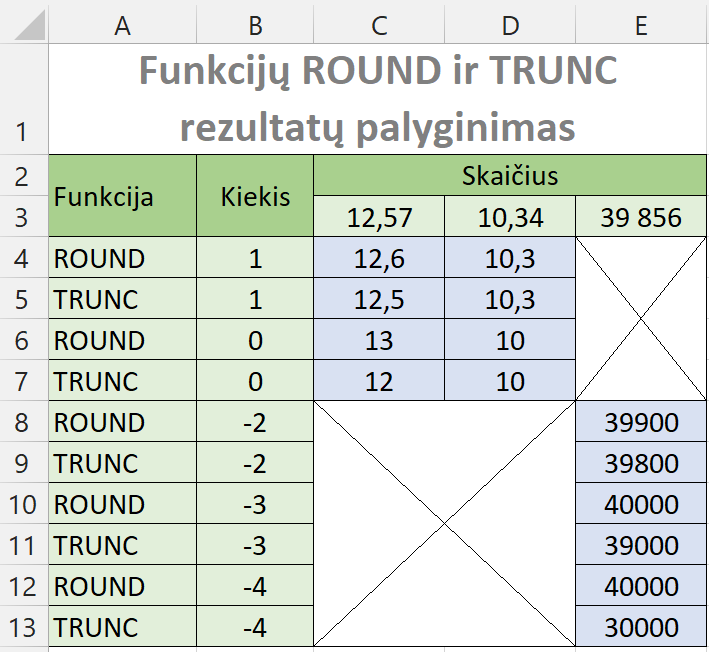 A B C D E
1 Funkcijų ROUND ir TRUNC
rezultatų palyginimas
2 Funkcija Kiekis Skaičius
3 12,57 10,34 39 856
4 ROUND 1 12,6 10,3
5 TRUNC 1 12,5 10,3
6 ROUND 0 13 10
7 TRUNC 0 12 10
8 ROUND -2 39900
9 TRUNC -2 39800
10 ROUND -3 40000
11 TRUNC -3 39000
12 ROUND -4 40000
13 TRUNC -4 30000